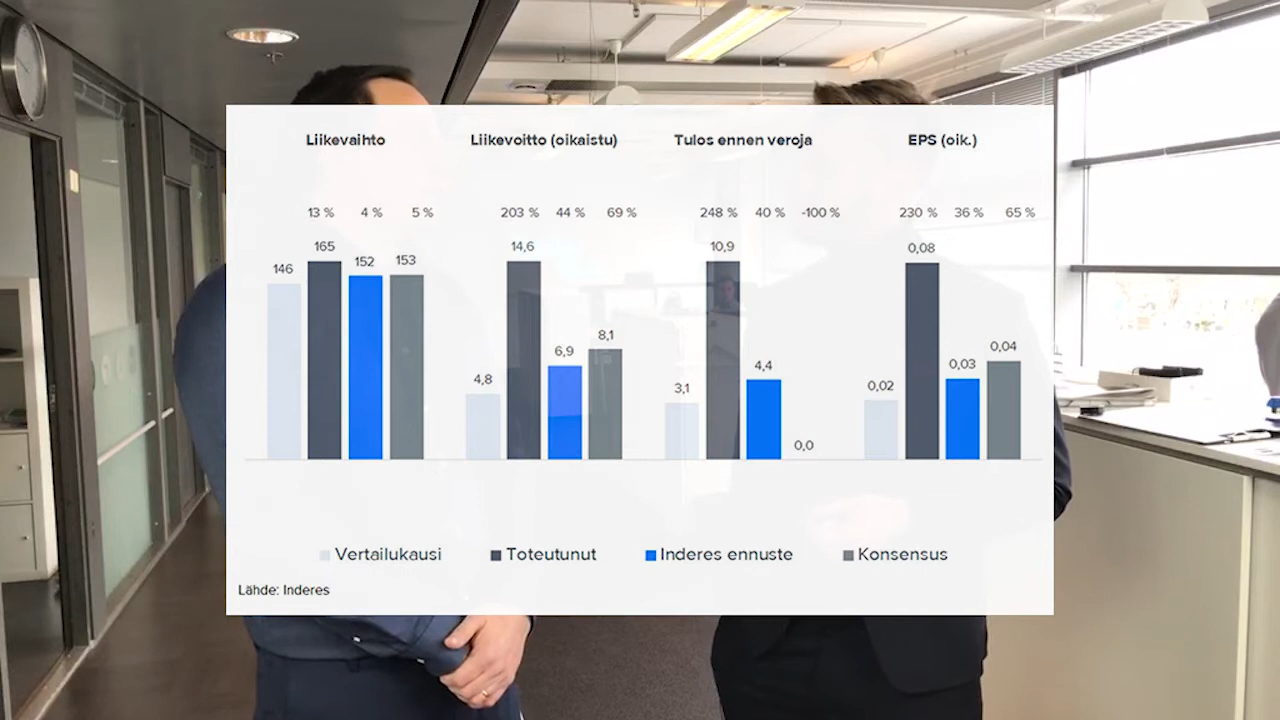 Liikevaihto Liikevoitto (oikaistu) Tulos ennen veroja EPS (oik.)
13 % 4 % 5 % 203 % 44 % 69 % 248 % 40 % -100 % 230 % 36 % 65 %
146 165 152 153 4,8 14,6 6,9 8,1 3,1 10,9 4,4 0,0 0,02 0,08 0,03 0,04
Vertailukausi Toteutunut Inderes ennuste Konsensus
Lähde: Inderes